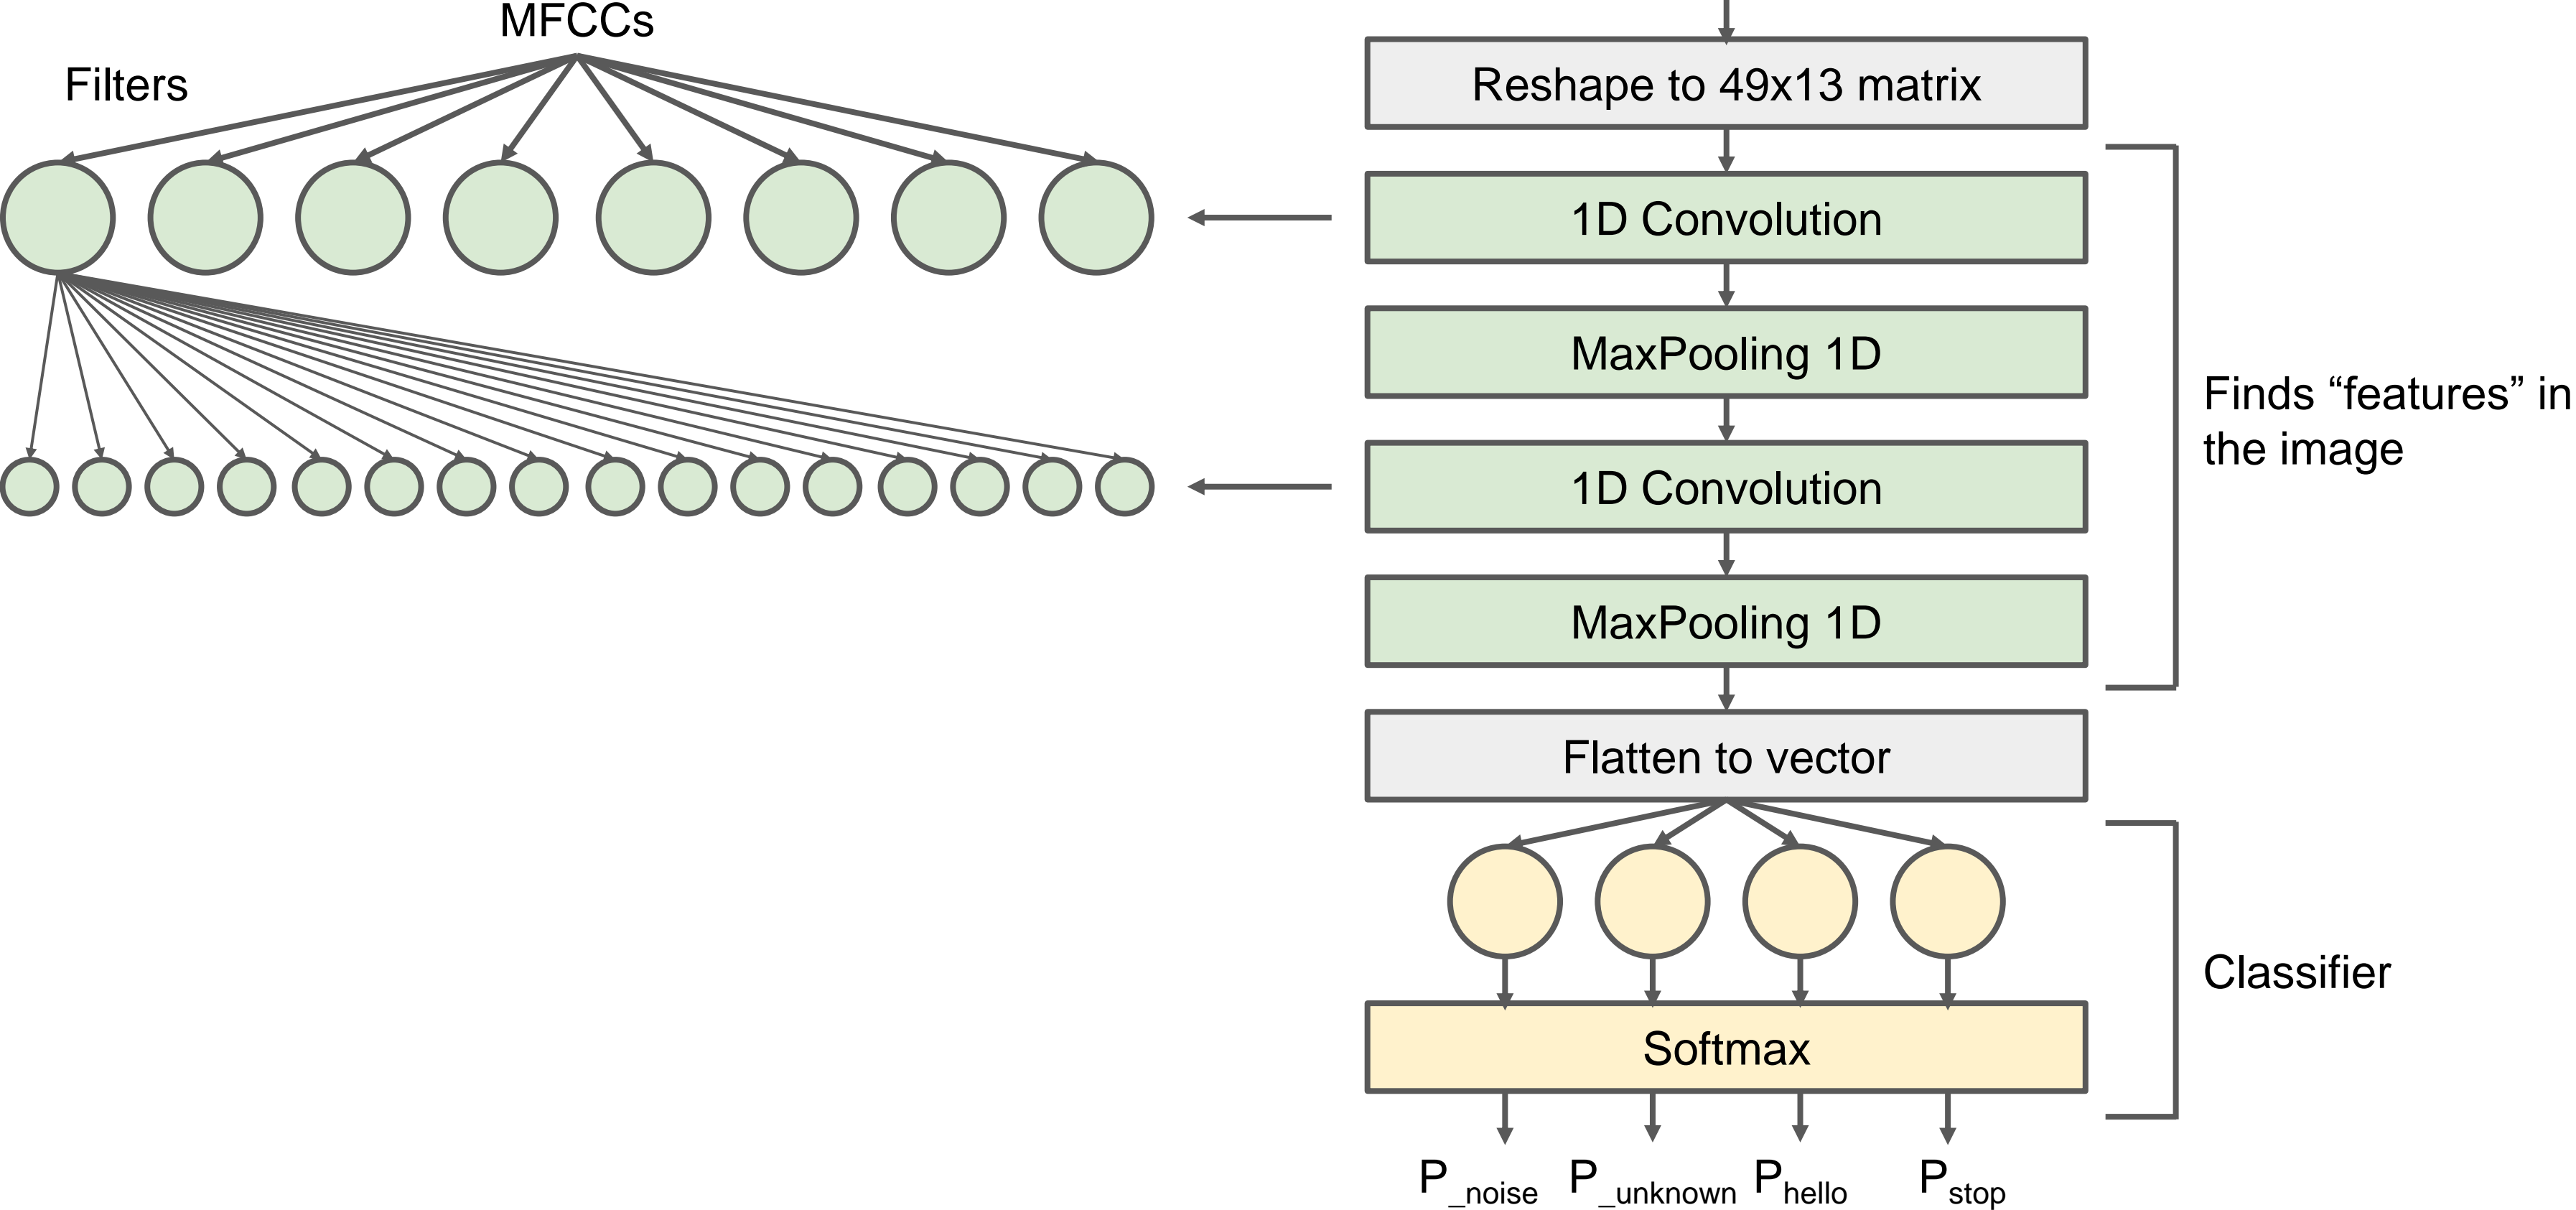 MFCCs
Filters
Reshape to 49x13 matrix
1D Convolution
MaxPooling 1D
1D Convolution
MaxPooling 1D
Finds “features” in
the image
Flatten to vector
Classifier
Softmax
P_noise P_unknown Phello Pstop